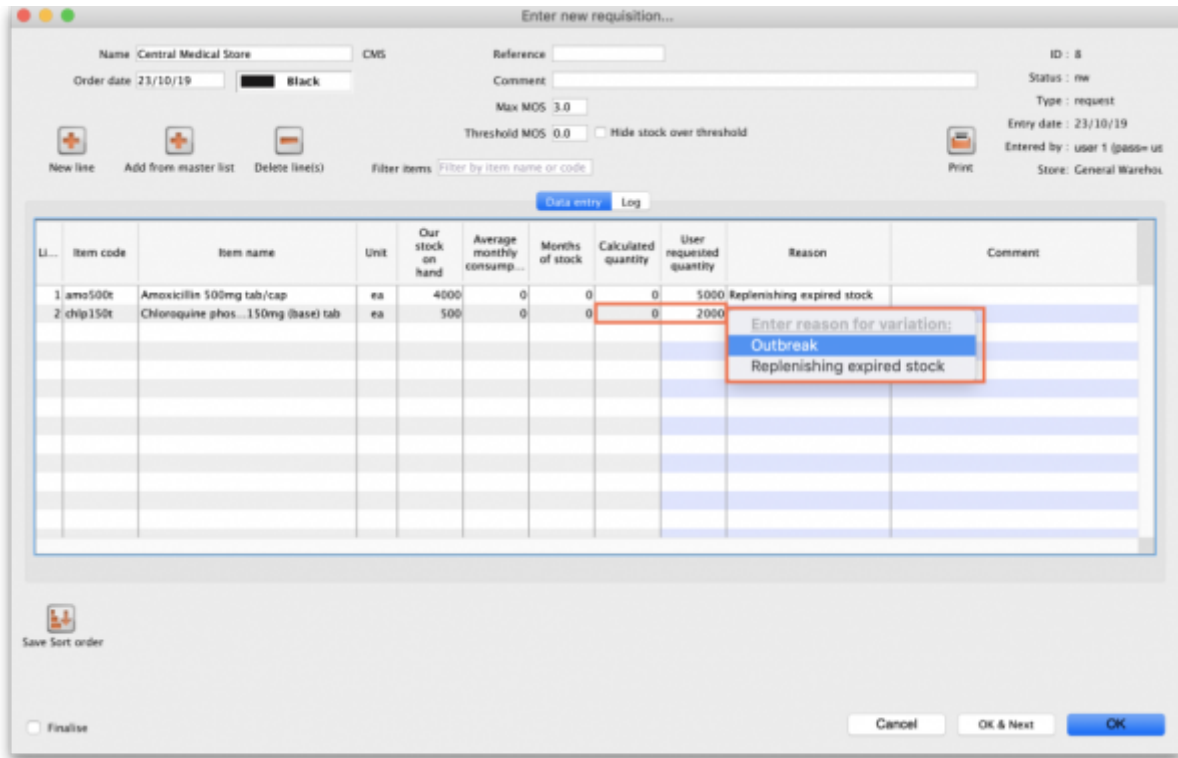 Enter new requisition...
Name Central Medical Store CMS Reference ID : 8
Order date 23/10/19 Black Comment Status : nw
Max MOS 3.0 Type : request
Threshold MOS 0.0 Hide stock over threshold Entry date : 23/10/19
Entered by : user 1 (pass= us
New line Add from master list Delete line(s) Filter items Filter by item name or code Print Store: General Warehou
Data entry Log
Li... Item code Item name Unit Our stock on hand Average monthly consump... Months of stock Calculated quantity User requested quantity Reason Comment
1 amo500t Amoxicillin 500mg tab/cap ea 4000 0 0 0 5000 Replenishing expired stock
2 chlp150t Chloroquine phos...150mg (base) tab ea 500 0 0 0 2000
Enter reason for variation:
Outbreak
Replenishing expired stock
Save Sort order
Finalise Cancel OK & Next OK